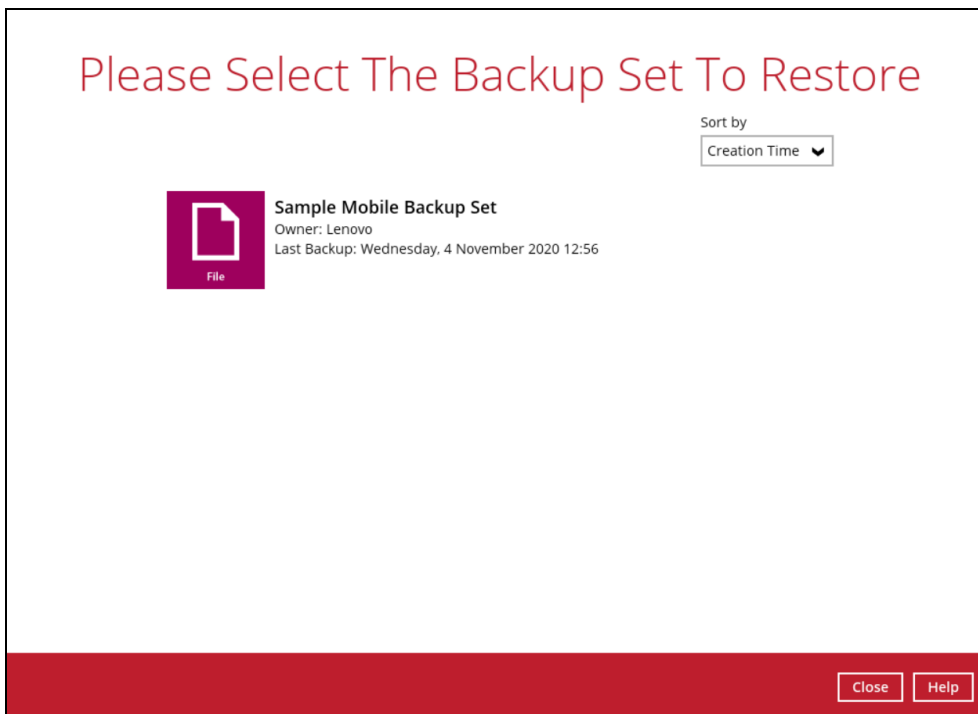 Please Select The Backup Set To Restore
Sort by
Creation Time
Sample Mobile Backup Set
Owner: Lenovo
Last Backup: Wednesday, 4 November 2020 12:56
File
Close
Help